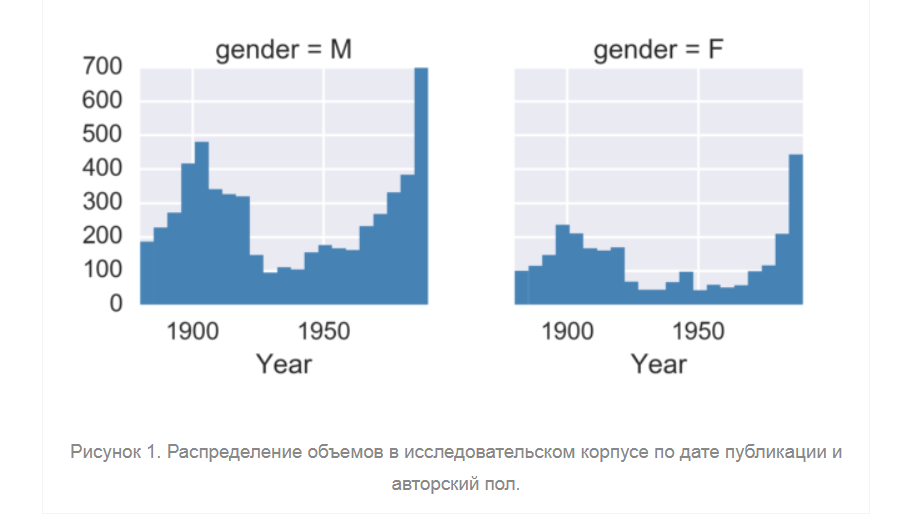 gender = M
gender = F
700
600
500
400
300
200
100
0
1900 1950
1900 1950
Year
Year
Рисунок 1. Распределение объемов в исследовательском корпусе по дате публикации и
авторский пол.